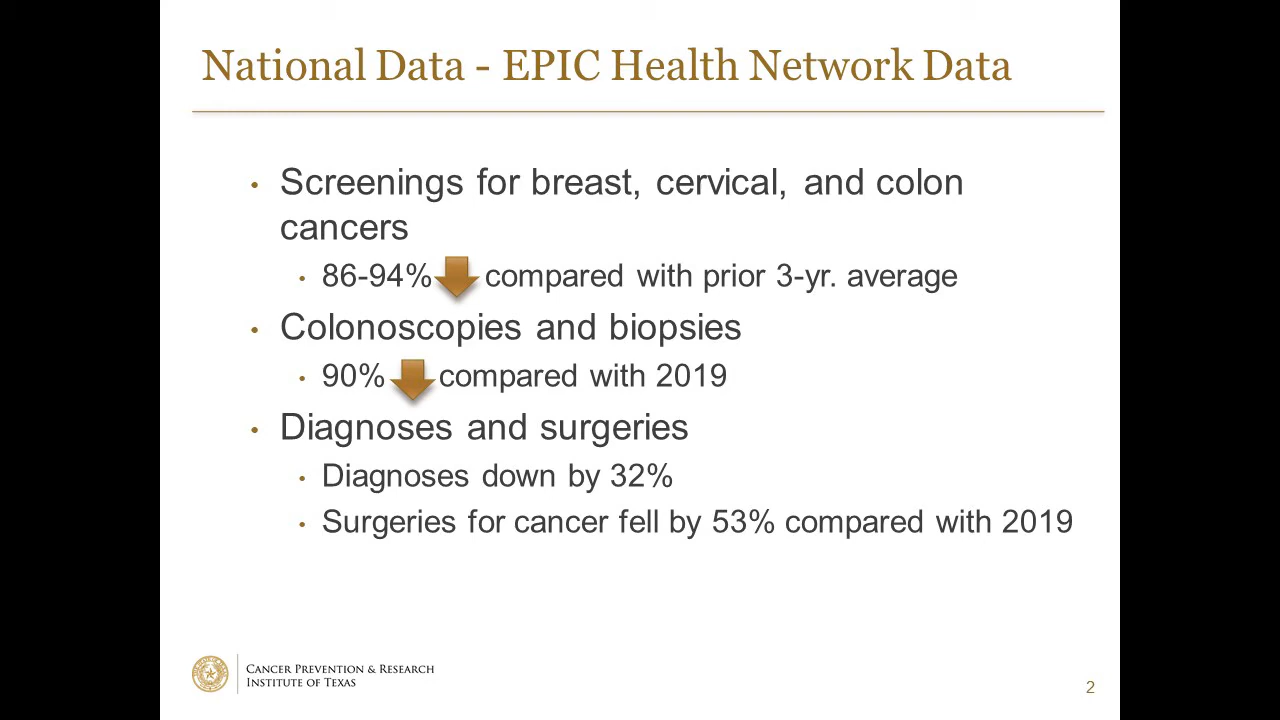 National Data - EPIC Health Network Data
• Screenings for breast, cervical, and colon
cancers
• 86-94% compared with prior 3-yr. average
• Colonoscopies and biopsies
• 90% compared with 2019
• Diagnoses and surgeries
• Diagnoses down by 32%
• Surgeries for cancer fell by 53% compared with 2019
CANCER PREVENTION & RESEARCH
INSTITUTE OF TEXAS
2